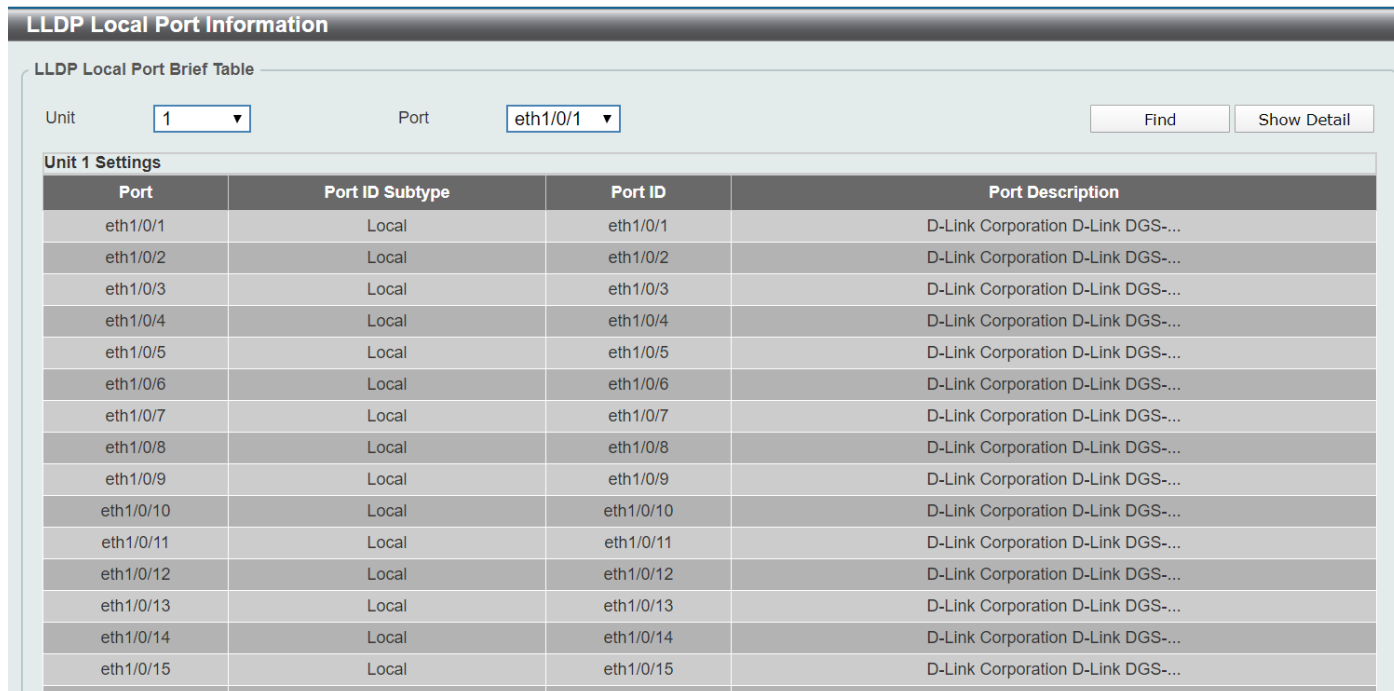 LLDP Local Port Information
LLDP Local Port Brief Table
Unit 1 Port eth1/0/1 Find Show Detail
Unit 1 Settings
Port Port ID Subtype Port ID Port Description
eth1/0/1 Local eth1/0/1 D-Link Corporation D-Link DGS-...
eth1/0/2 Local eth1/0/2 D-Link Corporation D-Link DGS-...
eth1/0/3 Local eth1/0/3 D-Link Corporation D-Link DGS-...
eth1/0/4 Local eth1/0/4 D-Link Corporation D-Link DGS-...
eth1/0/5 Local eth1/0/5 D-Link Corporation D-Link DGS-...
eth1/0/6 Local eth1/0/6 D-Link Corporation D-Link DGS-...
eth1/0/7 Local eth1/0/7 D-Link Corporation D-Link DGS-...
eth1/0/8 Local eth1/0/8 D-Link Corporation D-Link DGS-...
eth1/0/9 Local eth1/0/9 D-Link Corporation D-Link DGS-...
eth1/0/10 Local eth1/0/10 D-Link Corporation D-Link DGS-...
eth1/0/11 Local eth1/0/11 D-Link Corporation D-Link DGS-...
eth1/0/12 Local eth1/0/12 D-Link Corporation D-Link DGS-...
eth1/0/13 Local eth1/0/13 D-Link Corporation D-Link DGS-...
eth1/0/14 Local eth1/0/14 D-Link Corporation D-Link DGS-...
eth1/0/15 Local eth1/0/15 D-Link Corporation D-Link DGS-...